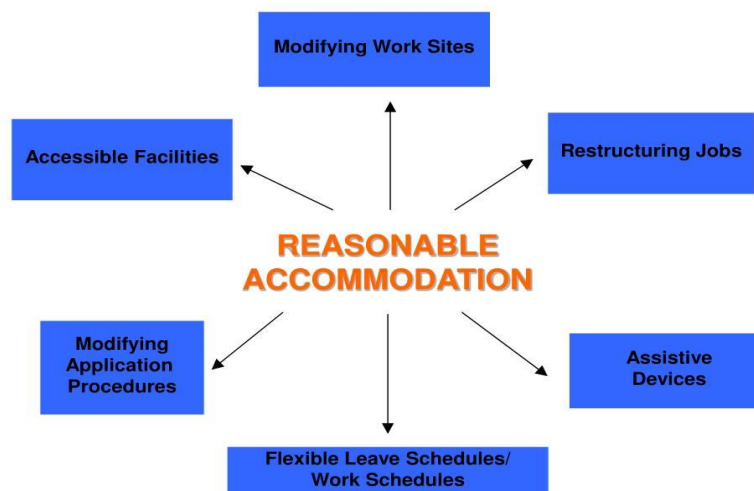 Modifying Work Sites
Accessible Facilities
Restructuring Jobs
REASONABLE
ACCOMMODATION
Modifying
Application
Procedures
Assistive
Devices
Flexible Leave Schedules/
Work Schedules